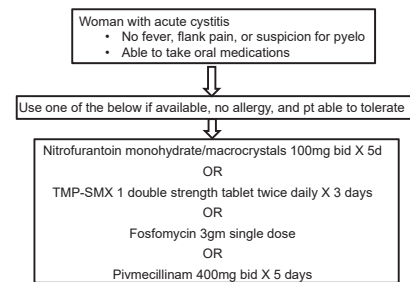 Woman with acute cystitis
• No fever, flank pain, or suspicion for pyelo
• Able to take oral medications
Use one of the below if available, no allergy, and pt able to tolerate
Nitrofurantoin monohydrate/macrocrystals 100mg bid X 5d
OR
TMP-SMX 1 double strength tablet twice daily X 3 days
OR
Fosfomycin 3gm single dose
OR
Pivmecillinam 400mg bid X 5 days